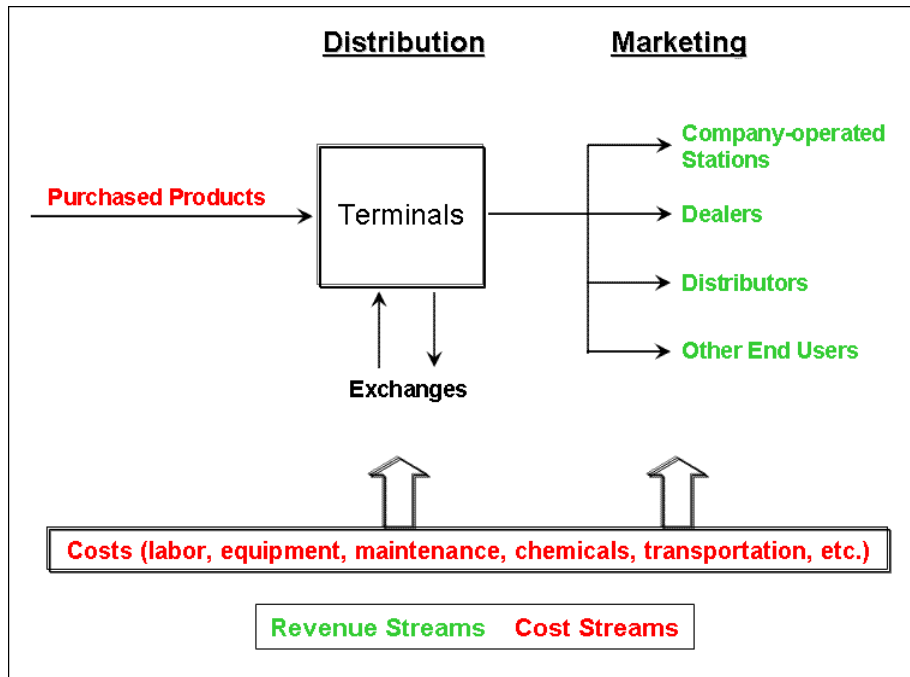 Distribution
Marketing
Company-operated
Stations
Purchased Products
Terminals
Dealers
Distributors
Other End Users
Exchanges
Costs (labor, equipment, maintenance, chemicals, transportation, etc.)
Revenue Streams Cost Streams